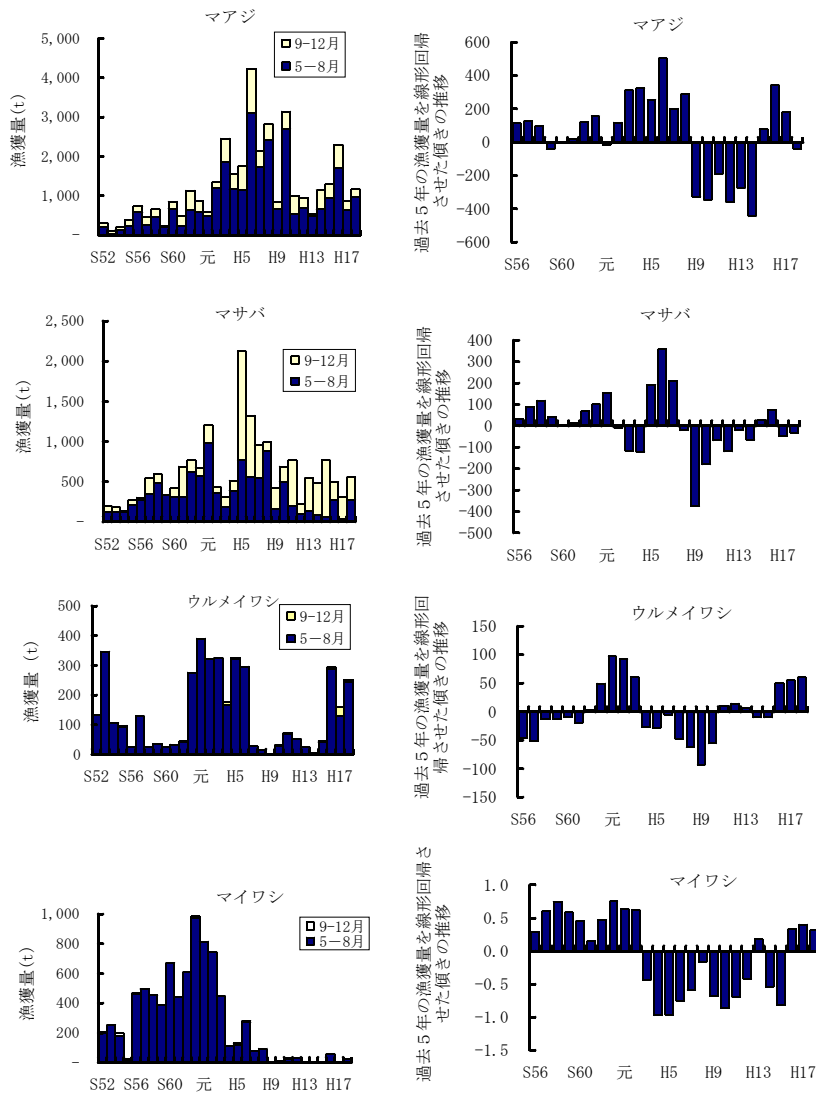 マアジ
漁獲量(t)
5,000
4,000
3,000
2,000
1,000
−
9-12月
5−8月
S52 S56 S60 元 H5 H9 H13 H17
マアジ
過去５年の漁獲量を線形回帰
させた傾きの推移
600
400
200
0
-200
-400
-600
S56 S60 元 H5 H9 H13 H17
マサバ
漁獲量(t)
2,500
2,000
1,500
1,000
500
−
9-12月
5−8月
S52 S56 S60 元 H5 H9 H13 H17
マサバ
過去５年の漁獲量を線形回帰
させた傾きの推移
400
300
200
100
0
-100
-200
-300
-400
-500
S56 S60 元 H5 H9 H13 H17
ウルメイワシ
漁獲量 (t)
500
400
300
200
100
0
9-12月
5−8月
S52 S56 S60 元 H5 H9 H13 H17
ウルメイワシ
過去５年の漁獲量を線形回
帰させた傾きの推移
150
100
50
0
-50
-100
-150
S56 S60 元 H5 H9 H13 H17
マイワシ
漁獲量(t)
1,000
800
600
400
200
−
9-12月
5−8月
S52 S56 S60 元 H5 H9 H13 H17
マイワシ
過去５年の漁獲量を線形回帰さ
せた傾きの推移
1.0
0.5
0.0
-0.5
-1.0
-1.5
S56 S60 元 H5 H9 H13 H17